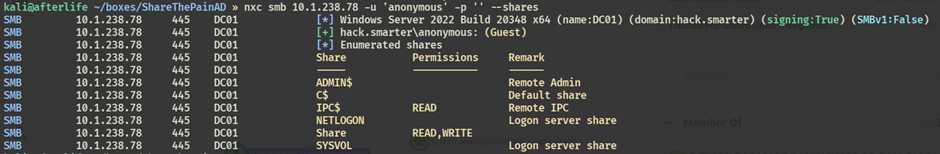 kali@afterlife ~/boxes/ShareThePainAD » nxc smb 10.1.238.78 -u 'anonymous' -p '' --shares
SMB 10.1.238.78 445 DC01 [*] Windows Server 2022 Build 20348 x64 (name:DC01) (domain:hack.smarter) (signing:True) (SMBv1:False)
SMB 10.1.238.78 445 DC01 [+] hack.smarter\anonymous: (Guest)
SMB 10.1.238.78 445 DC01 [*] Enumerated shares
SMB 10.1.238.78 445 DC01 Share Permissions Remark
SMB 10.1.238.78 445 DC01 ----- ----------- ------
SMB 10.1.238.78 445 DC01 ADMIN$ Remote Admin
SMB 10.1.238.78 445 DC01 C$ Default share
SMB 10.1.238.78 445 DC01 IPC$ READ Remote IPC
SMB 10.1.238.78 445 DC01 NETLOGON Logon server share
SMB 10.1.238.78 445 DC01 Share READ,WRITE
SMB 10.1.238.78 445 DC01 SYSVOL Logon server share
Member Of